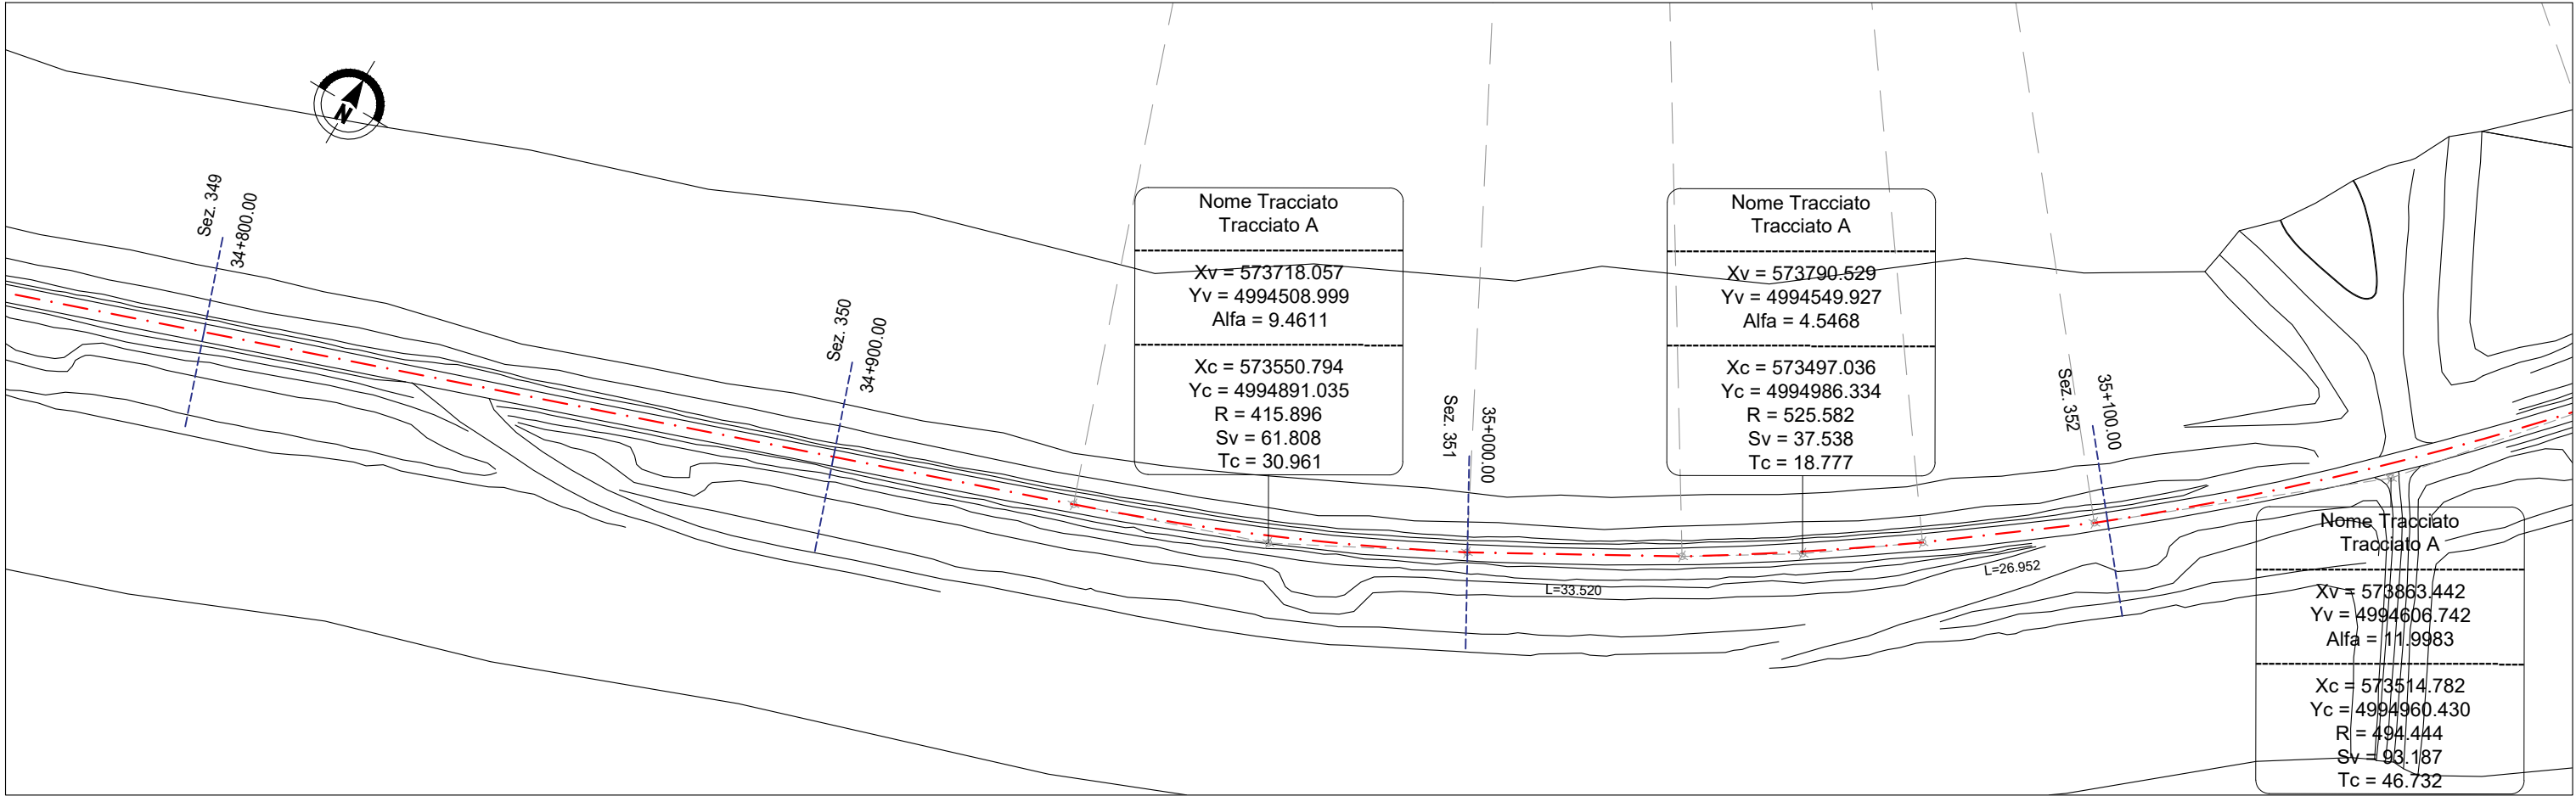 N
Sez. 349
34+800.00
Sez. 350
34+900.00
Nome Tracciato
Tracciato A
Xv = 573718.057
Yv = 4994508.999
Alfa = 9.4611
Xc = 573550.794
Yc = 4994891.035
R = 415.896
Sv = 61.808
Tc = 30.961
Sez. 351
35+000.00
L=33.520
Nome Tracciato
Tracciato A
Xv = 573790.529
Yv = 4994549.927
Alfa = 4.5468
Xc = 573497.036
Yc = 4994986.334
R = 525.582
Sv = 37.538
Tc = 18.777
L=26.952
Sez. 352
35+100.00
Nome Tracciato
Tracciato A
Xv = 573863.442
Yv = 4994606.742
Alfa = 11.9983
Xc = 573514.782
Yc = 4994960.430
R = 494.444
Sv = 93.187
Tc = 46.732